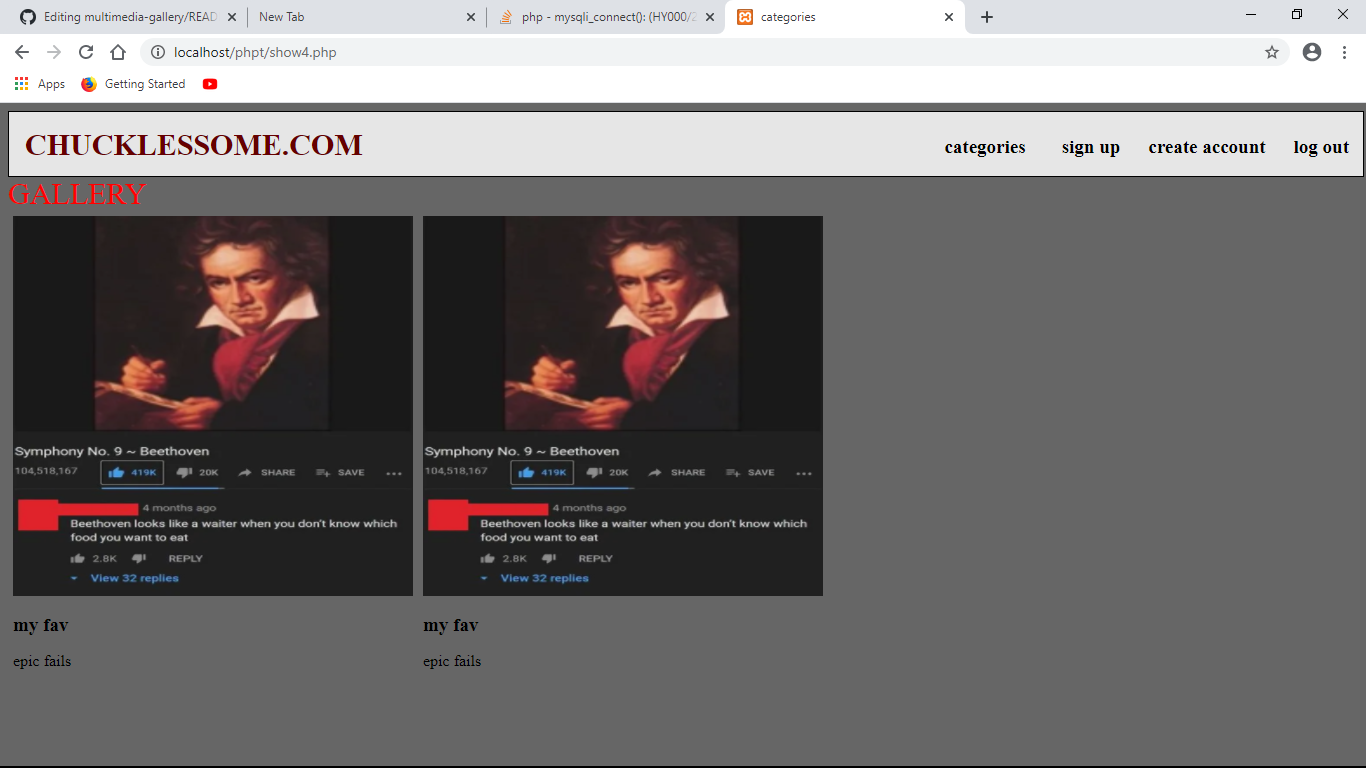 Editing multimedia-gallery/READ
New Tab
php - mysqli_connect(): (HY000/2
categories
localhost/phpt/show4.php
Apps
Getting Started
CHUCKLESSOME.COM
categories sign up create account log out
GALLERY
Symphony No. 9 ~ Beethoven
104,518,167 419K 20K SHARE SAVE
4 months ago
Beethoven looks like a waiter when you don't know which
food you want to eat
2.8K REPLY
View 32 replies
my fav
epic fails
Symphony No. 9 ~ Beethoven
104,518,167 419K 20K SHARE SAVE
4 months ago
Beethoven looks like a waiter when you don't know which
food you want to eat
2.8K REPLY
View 32 replies
my fav
epic fails